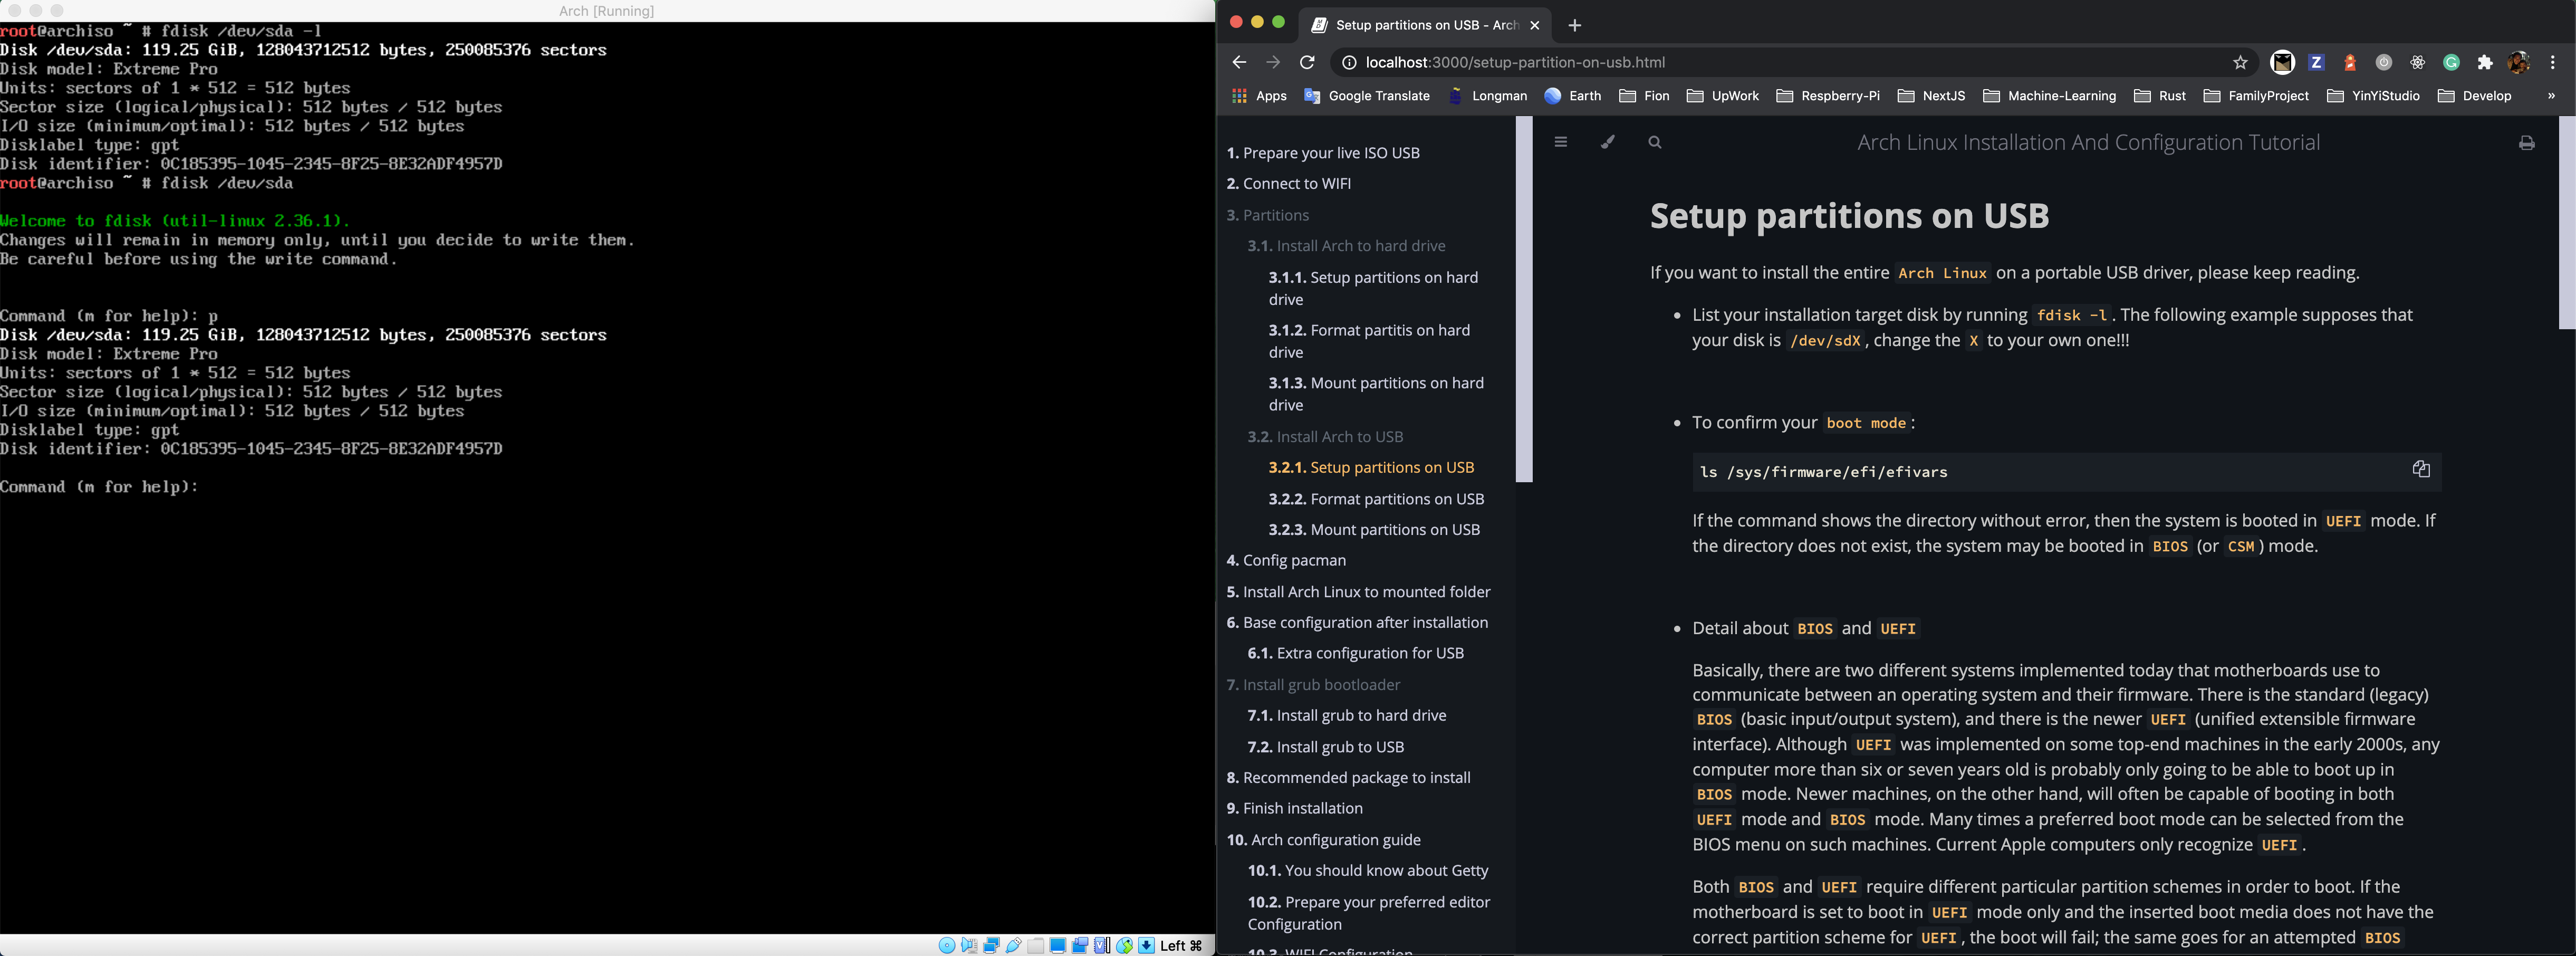 Arch [Running]
root@archiso ~ # fdisk /dev/sda -l
Disk /dev/sda: 119.25 GiB, 128043712512 bytes, 250085376 sectors
Disk model: Extreme Pro
Units: sectors of 1 * 512 = 512 bytes
Sector size (logical/physical): 512 bytes / 512 bytes
I/O size (minimum/optimal): 512 bytes / 512 bytes
Disklabel type: gpt
Disk identifier: 0C185395-1045-2345-8F25-8E32ADF4957D
root@archiso ~ # fdisk /dev/sda
Welcome to fdisk (util-linux 2.36.1).
Changes will remain in memory only, until you decide to write them.
Be careful before using the write command.
Command (m for help): p
Disk /dev/sda: 119.25 GiB, 128043712512 bytes, 250085376 sectors
Disk model: Extreme Pro
Units: sectors of 1 * 512 = 512 bytes
Sector size (logical/physical): 512 bytes / 512 bytes
I/O size (minimum/optimal): 512 bytes / 512 bytes
Disklabel type: gpt
Disk identifier: 0C185395-1045-2345-8F25-8E32ADF4957D
Command (m for help):
Left ⌘
Setup partitions on USB - Arch
localhost:3000/setup-partition-on-usb.html
Apps Google Translate Longman Earth Fion UpWork Respberry-Pi NextJS Machine-Learning Rust FamilyProject YinYiStudio Develop »
1. Prepare your live ISO USB
2. Connect to WIFI
3. Partitions
3.1. Install Arch to hard drive
3.1.1. Setup partitions on hard
drive
3.1.2. Format partitis on hard
drive
3.1.3. Mount partitions on hard
drive
3.2. Install Arch to USB
3.2.1. Setup partitions on USB
3.2.2. Format partitions on USB
3.2.3. Mount partitions on USB
4. Config pacman
5. Install Arch Linux to mounted folder
6. Base configuration after installation
6.1. Extra configuration for USB
7. Install grub bootloader
7.1. Install grub to hard drive
7.2. Install grub to USB
8. Recommended package to install
9. Finish installation
10. Arch configuration guide
10.1. You should know about Getty
10.2. Prepare your preferred editor
Configuration
10.3. WIFI Configuration
Arch Linux Installation And Configuration Tutorial
Setup partitions on USB
If you want to install the entire Arch Linux on a portable USB driver, please keep reading.
• List your installation target disk by running fdisk -l. The following example supposes that
your disk is /dev/sdX, change the X to your own one!!!
• To confirm your boot mode:
ls /sys/firmware/efi/efivars
If the command shows the directory without error, then the system is booted in UEFI mode. If
the directory does not exist, the system may be booted in BIOS (or CSM) mode.
• Detail about BIOS and UEFI
Basically, there are two different systems implemented today that motherboards use to
communicate between an operating system and their firmware. There is the standard (legacy)
BIOS (basic input/output system), and there is the newer UEFI (unified extensible firmware
interface). Although UEFI was implemented on some top-end machines in the early 2000s, any
computer more than six or seven years old is probably only going to be able to boot up in
BIOS mode. Newer machines, on the other hand, will often be capable of booting in both
UEFI mode and BIOS mode. Many times a preferred boot mode can be selected from the
BIOS menu on such machines. Current Apple computers only recognize UEFI.
Both BIOS and UEFI require different particular partition schemes in order to boot. If the
motherboard is set to boot in UEFI mode only and the inserted boot media does not have the
correct partition scheme for UEFI, the boot will fail; the same goes for an attempted BIOS